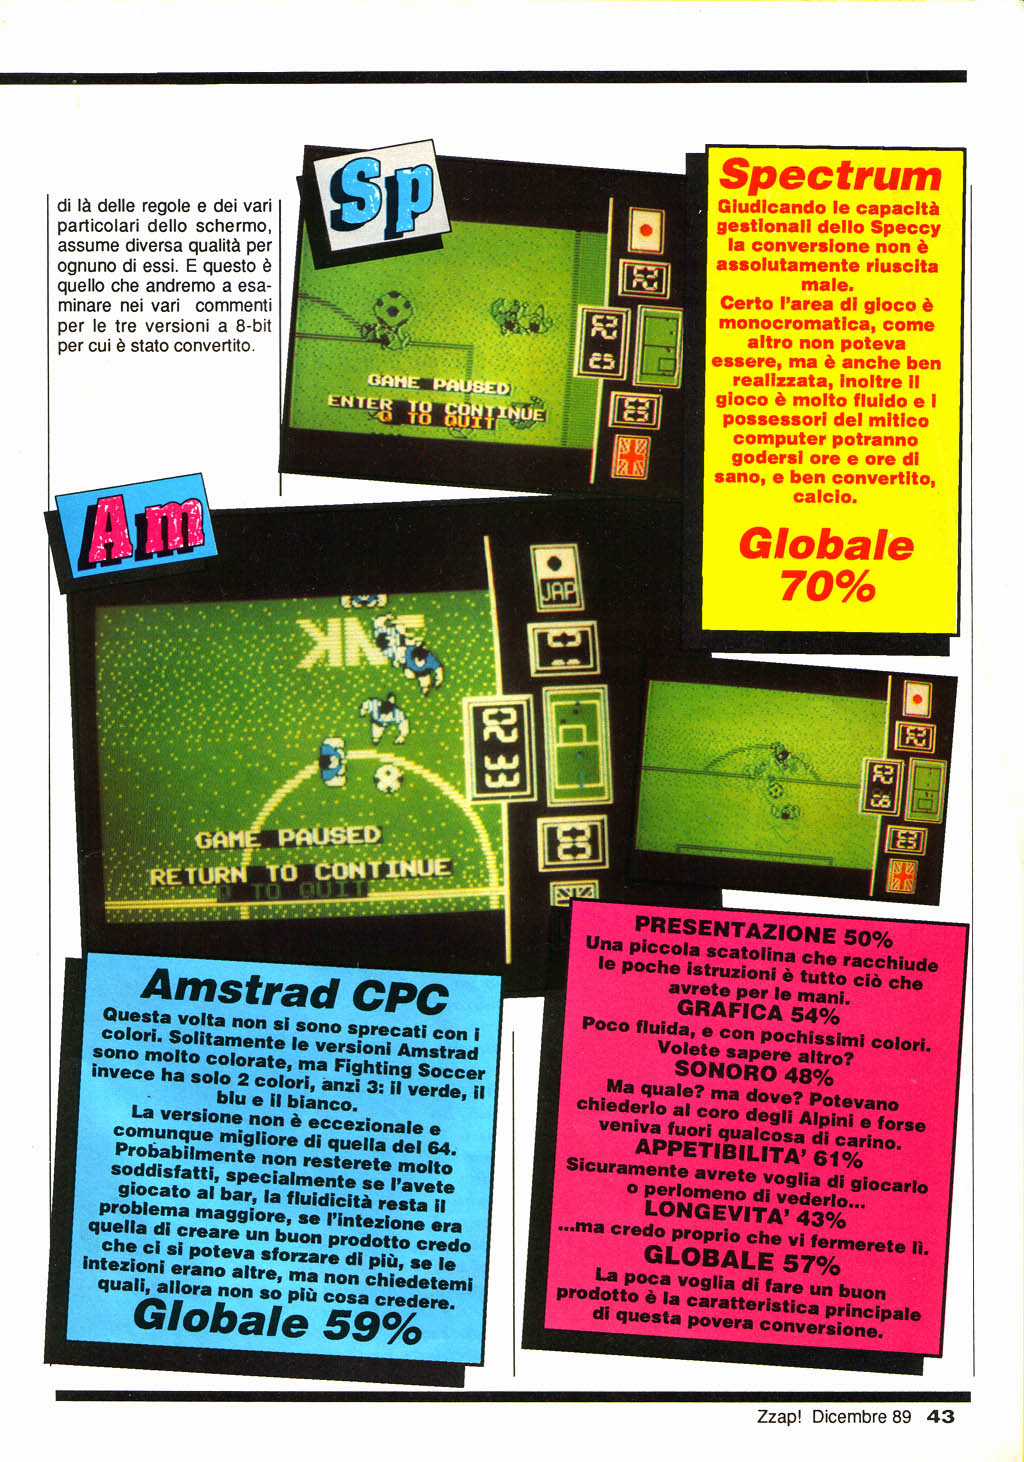 di là delle regole e dei vari
particolari dello schermo,
assume diversa qualità per
ognuno di essi. E questo è
quello che andremo a esa-
minare nei vari commenti
per le tre versioni a 8-bit
per cui è stato convertito.
Sp
GAME PAUSED
ENTER TO CONTINUE
Q TO QUIT
Spectrum
Giudicando le capacità
gestionali dello Speccy
la conversione non è
assolutamente riuscita
male.
Certo l'area di gioco è
monocromatica, come
altro non poteva
essere, ma è anche ben
realizzata, inoltre il
gioco è molto fluido e i
possessori del mitico
computer potranno
godersi ore e ore di
sano, e ben convertito,
calcio.
Globale
70%
Am
JAP
SNK
02 33
GAME PAUSED
RETURN TO CONTINUE
Q TO QUIT
Amstrad CPC
Questa volta non si sono sprecati con i
colori. Solitamente le versioni Amstrad
sono molto colorate, ma Fighting Soccer
invece ha solo 2 colori, anzi 3: il verde, il
blu e il bianco.
La versione non è eccezionale e
comunque migliore di quella del 64.
Probabilmente non resterete molto
soddisfatti, specialmente se l'avete
giocato al bar, la fluidicità resta il
problema maggiore, se l'intezione era
quella di creare un buon prodotto credo
che ci si poteva sforzare di più, se le
intezioni erano altre, ma non chiedetemi
quali, allora non so più cosa credere.
Globale 59%
PRESENTAZIONE 50%
Una piccola scatolina che racchiude
le poche istruzioni è tutto ciò che
avrete per le mani.
GRAFICA 54%
Poco fluida, e con pochissimi colori.
Volete sapere altro?
SONORO 48%
Ma quale? ma dove? Potevano
chiederlo al coro degli Alpini e forse
veniva fuori qualcosa di carino.
APPETIBILITA' 61%
Sicuramente avrete voglia di giocarlo
o perlomeno di vederlo...
LONGEVITA' 43%
...ma credo proprio che vi fermerete lì.
GLOBALE 57%
La poca voglia di fare un buon
prodotto è la caratteristica principale
di questa povera conversione.
Zzap! Dicembre 89 43